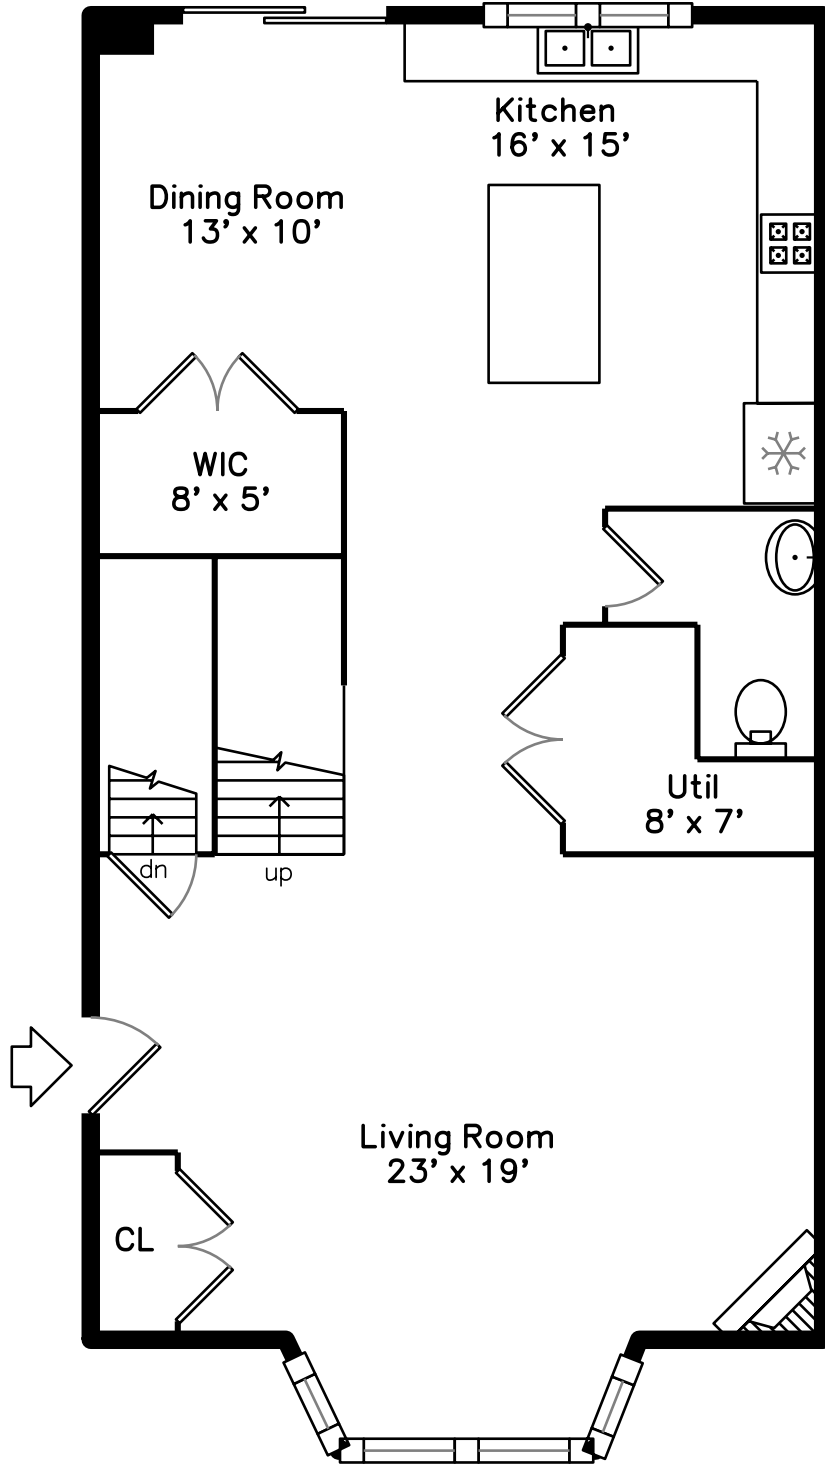 Kitchen
16’ x 15’
Dining Room
13’ x 10’
WIC
8’ x 5’
Util
8’ x 7’
dn
up
Living Room
23’ x 19’
CL